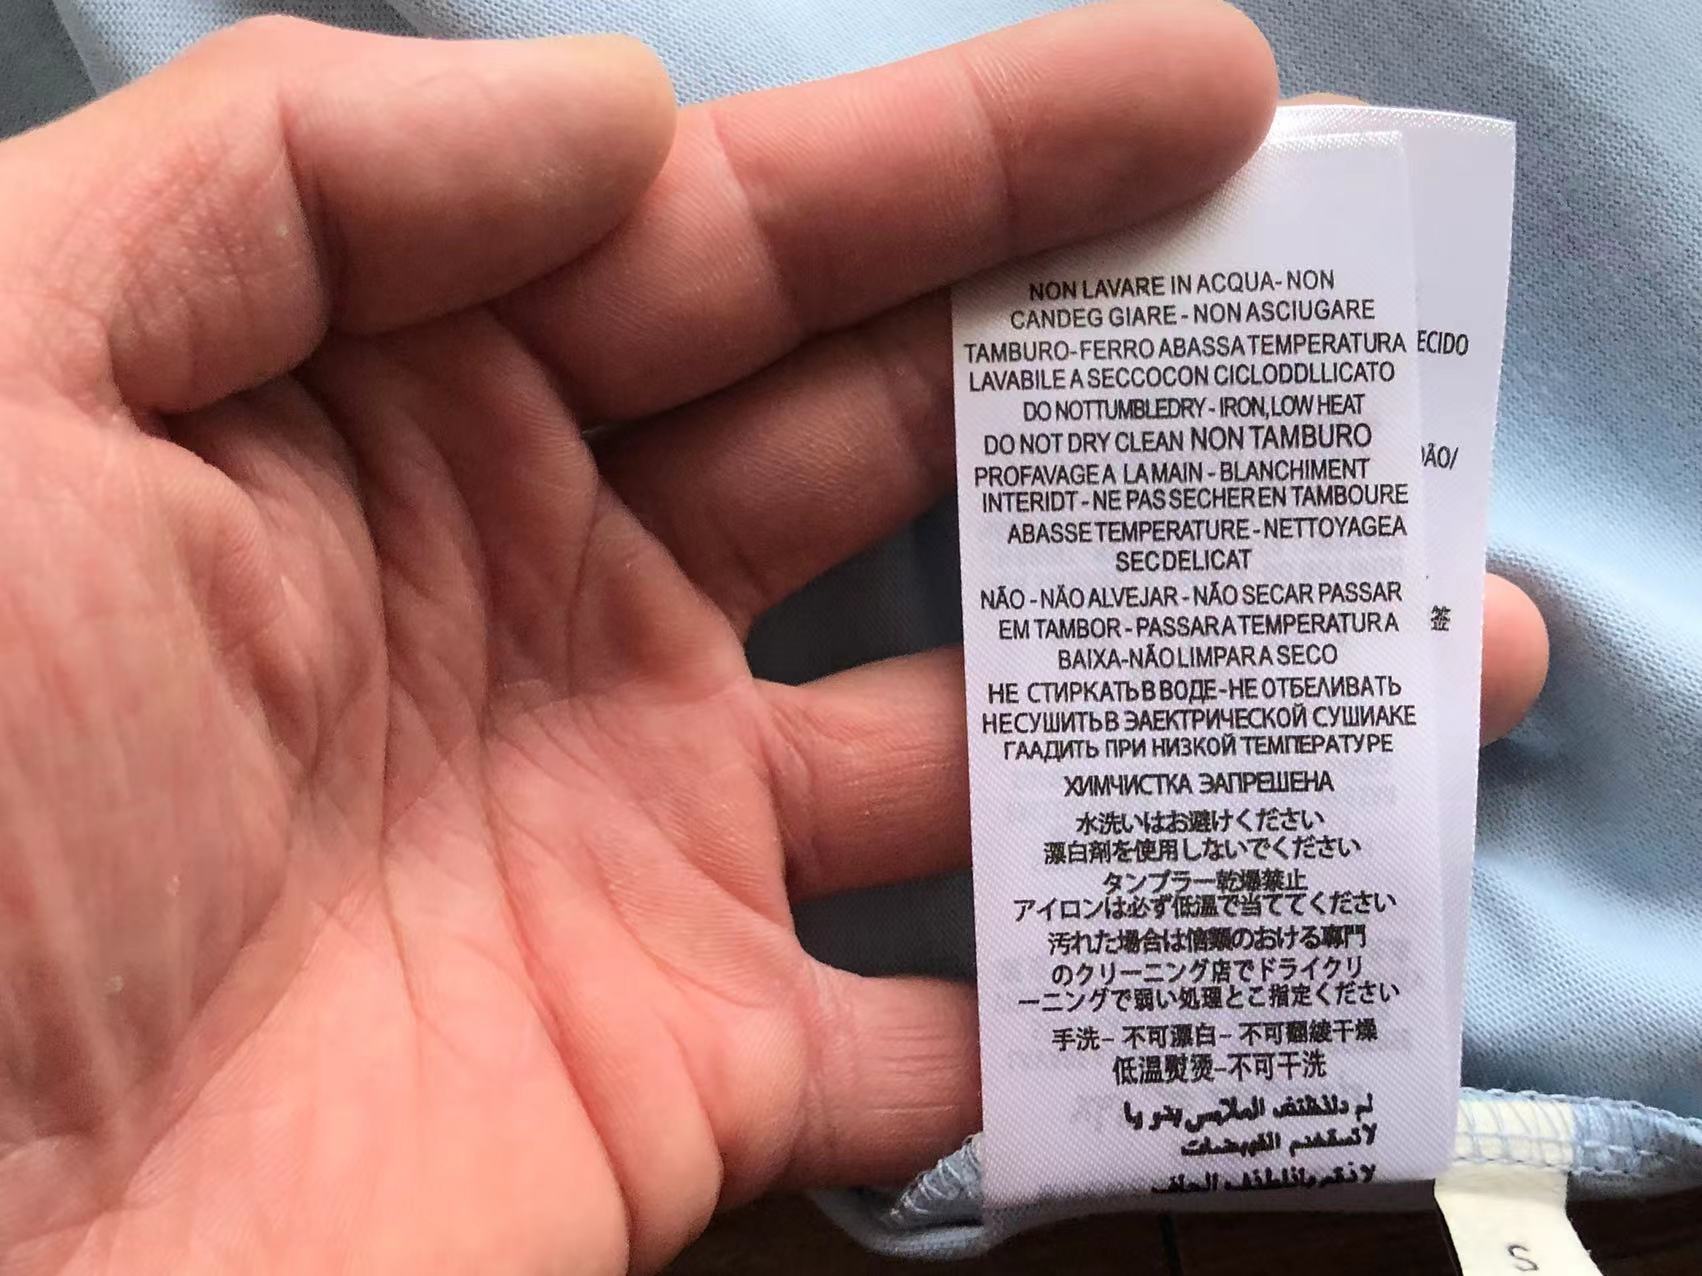 NON LAVARE IN ACQUA- NON
CANDEG GIARE - NON ASCIUGARE
TAMBURO-FERRO ABASSA TEMPERATURA
LAVABILE A SECCOCON CICLODDLLICATO
DO NOTTUMBLEDRY - IRON, LOW HEAT
DO NOT DRY CLEAN NON TAMBURO
PROFAVAGE A LA MAIN - BLANCHIMENT
INTERIDT - NE PAS SECHER EN TAMBOURE
ABASSE TEMPERATURE - NETTOYAGEA
SECDELICAT
NÃO - NÃO ALVEJAR - NÃO SECAR PASSAR
EM TAMBOR - PASSAR A TEMPERATURA
BAIXA-NÃO LIMPAR A SECO
НЕ СТИРКАТЬ В ВОДЕ - НЕ ОТБЕЛИВАТЬ
НЕ СУШИТЬ В ЭАЕКТРИЧЕСКОЙ СУШИАКЕ
ГААДИТЬ ПРИ НИЗКОЙ ТЕМПЕРАТУРЕ
ХИМЧИСТКА ЗАПРЕШЕНА
水洗いはお避けください
漂白剤を使用しないでください
タンブラー乾燥禁止
アイロンは必ず低温で当ててください
汚れた場合は信頼のおける専門
のクリーニング店でドライクリ
ーニングで弱い処理とこ指定ください
手洗- 不可漂白- 不可翻綾干燥
低温熨烫-不可干洗
ECIDO
ÃO/
签
S